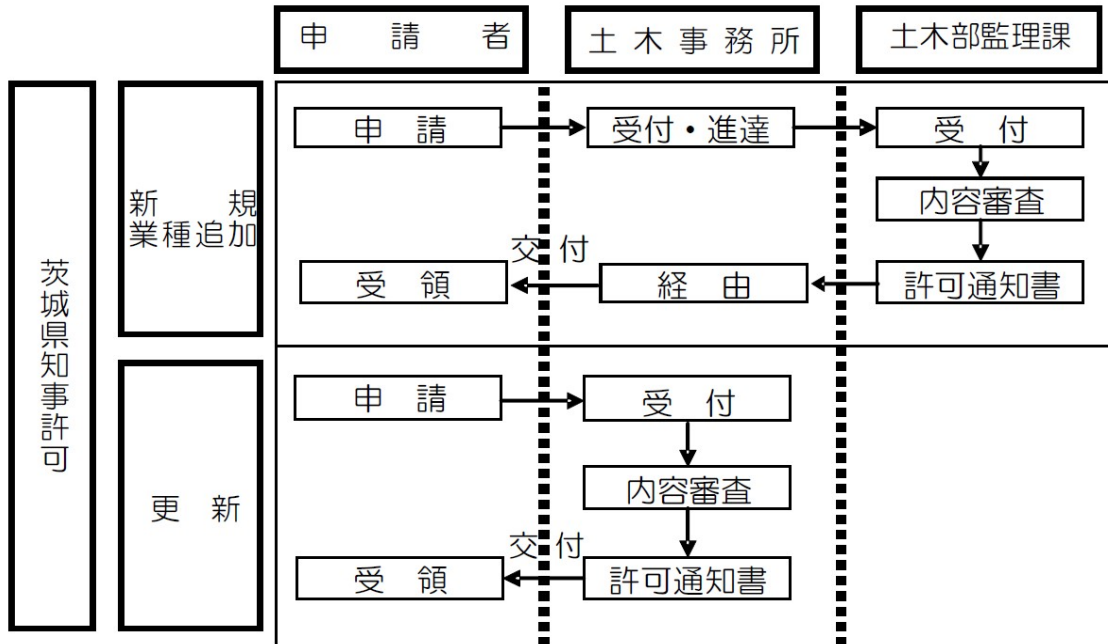 申請者
土木事務所
土木部監理課
茨城県知事許可
新規
業種追加
申請
受付・進達
受付
内容審査
許可通知書
経由
交付
受領
更新
申請
受付
内容審査
許可通知書
交付
受領